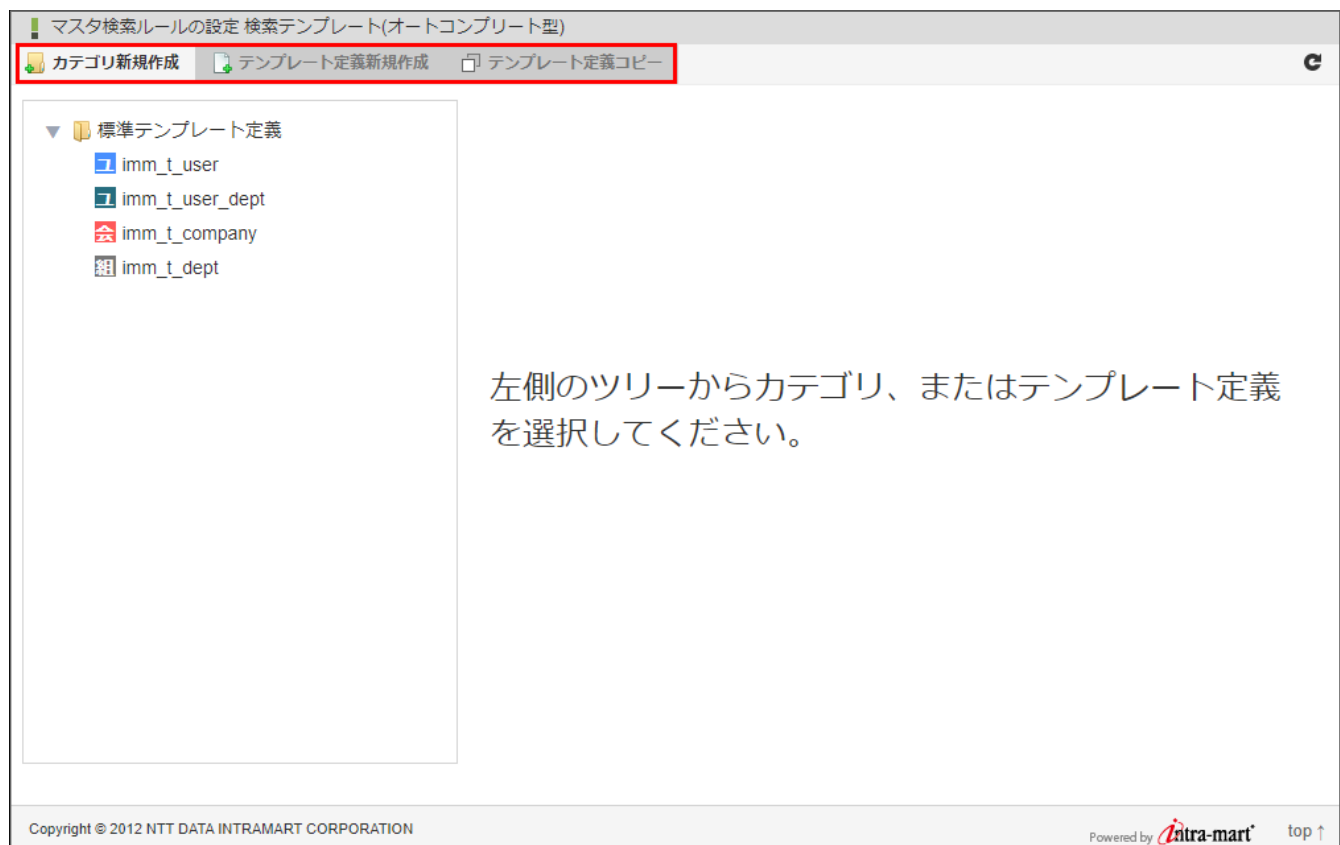 マスタ検索ルールの設定 検索テンプレート(オートコンプリート型)
カテゴリ新規作成 テンプレート定義新規作成 テンプレート定義コピー
標準テンプレート定義
ユ imm_t_user
ユ imm_t_user_dept
会 imm_t_company
組 imm_t_dept
左側のツリーからカテゴリ、またはテンプレート定義
を選択してください。
Copyright © 2012 NTT DATA INTRAMART CORPORATION
Powered by intra-mart top ↑